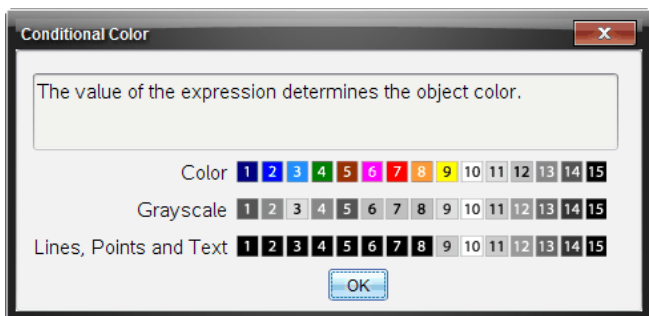 Conditional Color
X
The value of the expression determines the object color.
Color 1 2 3 4 5 6 7 8 9 10 11 12 13 14 15
Grayscale 1 2 3 4 5 6 7 8 9 10 11 12 13 14 15
Lines, Points and Text 1 2 3 4 5 6 7 8 9 10 11 12 13 14 15
OK